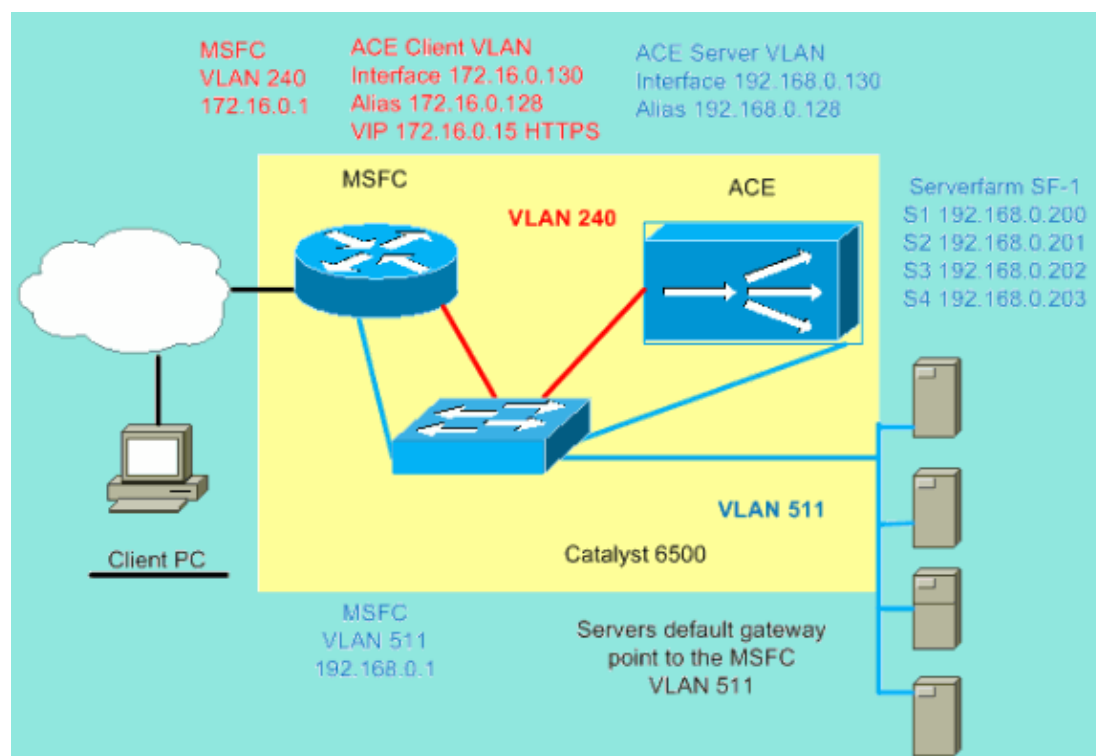 MSFC
VLAN 240
172.16.0.1
ACE Client VLAN
Interface 172.16.0.130
Alias 172.16.0.128
VIP 172.16.0.15 HTTPS
ACE Server VLAN
Interface 192.168.0.130
Alias 192.168.0.128
MSFC
ACE
VLAN 240
Serverfarm SF-1
S1 192.168.0.200
S2 192.168.0.201
S3 192.168.0.202
S4 192.168.0.203
VLAN 511
Catalyst 6500
Client PC
MSFC
VLAN 511
192.168.0.1
Servers default gateway
point to the MSFC
VLAN 511